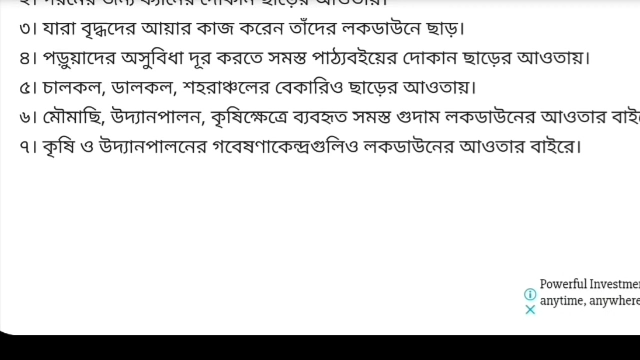 ৩। যারা বৃদ্ধদের আয়ার কাজ করেন তাঁদের লকডাউনে ছাড়।
৪। পড়ুয়াদের অসুবিধা দূর করতে সমস্ত পাঠ্যবইয়ের দোকান ছাড়ের আওতায়।
৫। চালকল, ডালকল, শহরাঞ্চলের বেকারিও ছাড়ের আওতায়।
৬। মৌমাছি, উদ্যানপালন, কৃষিক্ষেত্রে ব্যবহৃত সমস্ত গুদাম লকডাউনের আওতার
৭। কৃষি ও উদ্যানপালনের গবেষণাকেন্দ্রগুলিও লকডাউনের আওতার বাইরে।
Powerful
anytime, anywhere